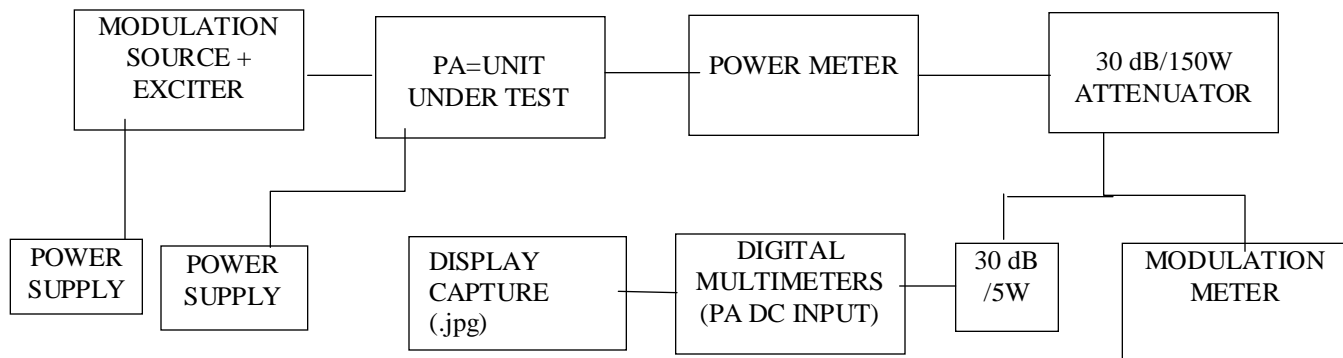 MODULATION
SOURCE +
EXCITER
PA=UNIT
UNDER TEST
POWER METER
30 dB/150W
ATTENUATOR
POWER
SUPPLY
POWER
SUPPLY
DISPLAY
CAPTURE
(.jpg)
DIGITAL
MULTIMETERS
(PA DC INPUT)
30 dB
/5W
MODULATION
METER